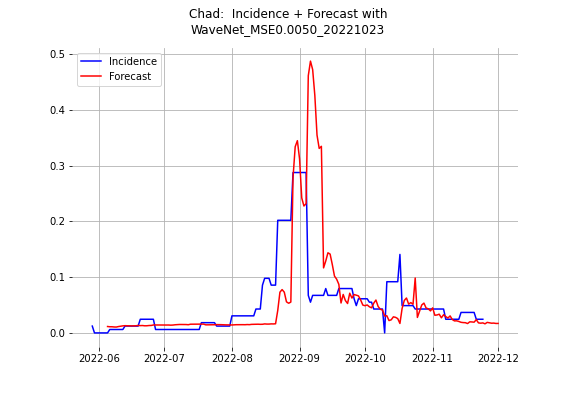 Chad:  Incidence + Forecast with
WaveNet_MSE0.0050_20221023
Incidence
Forecast
0.5
0.4
0.3
0.2
0.1
0.0
2022-06 2022-07 2022-08 2022-09 2022-10 2022-11 2022-12